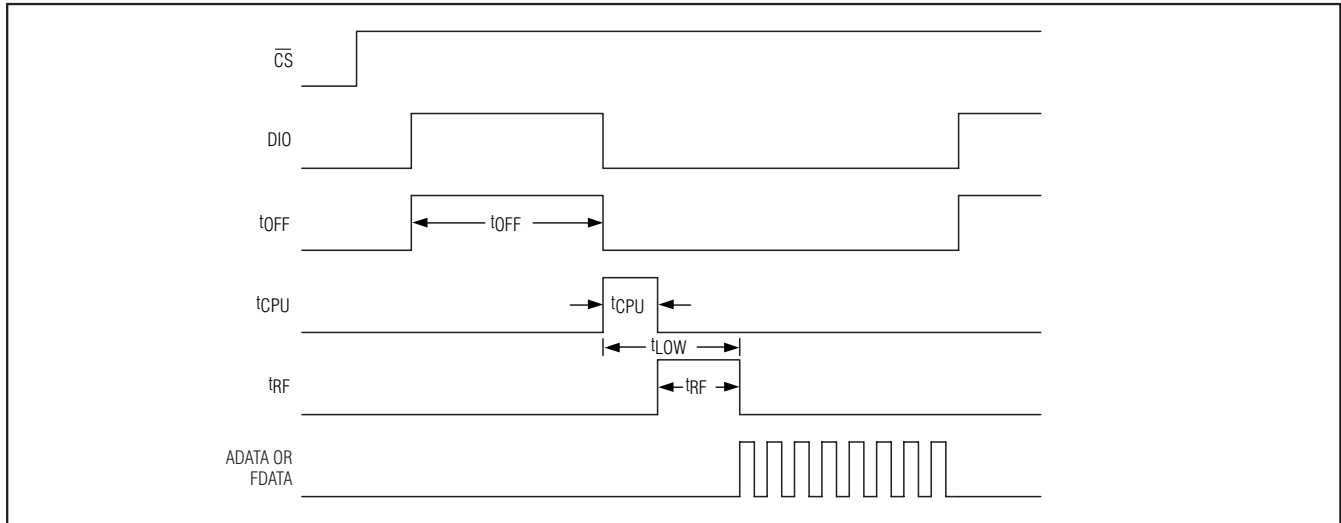 CS
DIO
tOFF
tOFF
tCPU
tCPU
tLOW
tRF
tRF
ADATA OR
FDATA